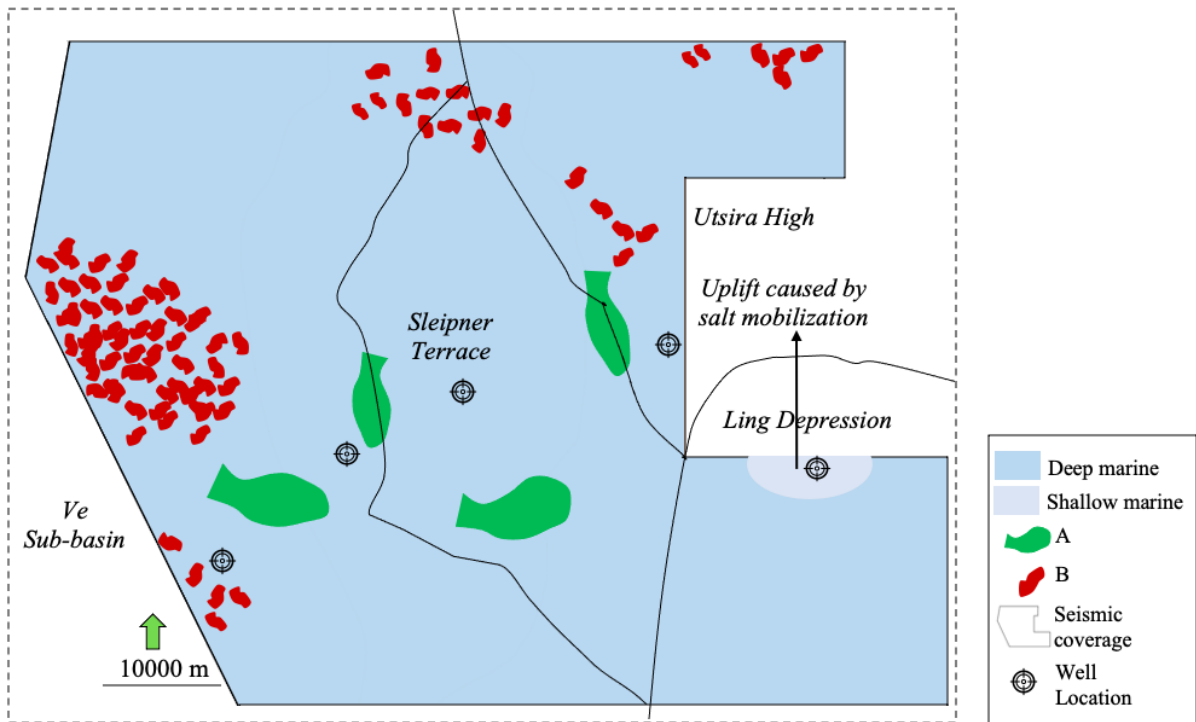 Utsira High
Uplift caused by
salt mobilization
Sleipner
Terrace
Ling Depression
Ve
Sub-basin
10000 m
Deep marine
Shallow marine
A
B
Seismic
coverage
Well
Location